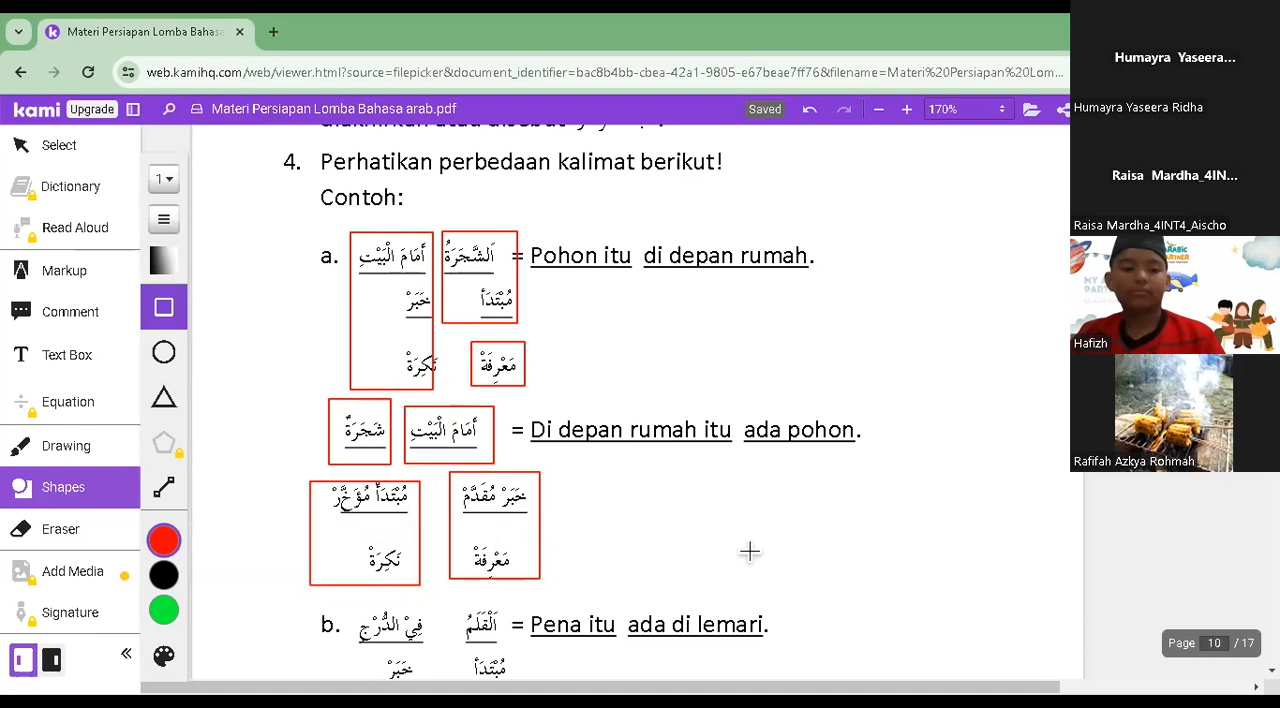 Materi Persiapan Lomba Bahasa
web.kamihq.com/web/viewer.html?source=filepicker&document_identifier=bac8b4bb-cbea-42a1-9805-e67beae7ff76&filename=Materi%20Persiapan%20Lom...
kami Upgrade Materi Persiapan Lomba Bahasa arab.pdf Saved 170%
Select
Dictionary
Read Aloud
Markup
Comment
Text Box
Equation
Drawing
Shapes
Eraser
Add Media
Signature
1
4. Perhatikan perbedaan kalimat berikut!
Contoh:
a. اَلشَّجَرَةُ أَمَامَ الْبَيْتِ = Pohon itu di depan rumah.
مُبْتَدَأْ خَبَرْ
مَعْرِفَةْ نَكِرَةْ
أَمَامَ الْبَيْتِ شَجَرَةٌ = Di depan rumah itu ada pohon.
خَبَرْ مُقَدَّمْ مُبْتَدَأٌ مُؤَخَّرْ
مَعْرِفَةْ نَكِرَةْ
b. اَلْقَلَمُ فِيْ الدُّرْجِ = Pena itu ada di lemari.
مُبْتَدَأْ خَبَرْ
Page 10 / 17
Humayra Yaseera...
Humayra Yaseera Ridha
Raisa Mardha_4IN...
Raisa Mardha_4INT4_Aischo
Hafizh
Rafifah Azkya Rohmah